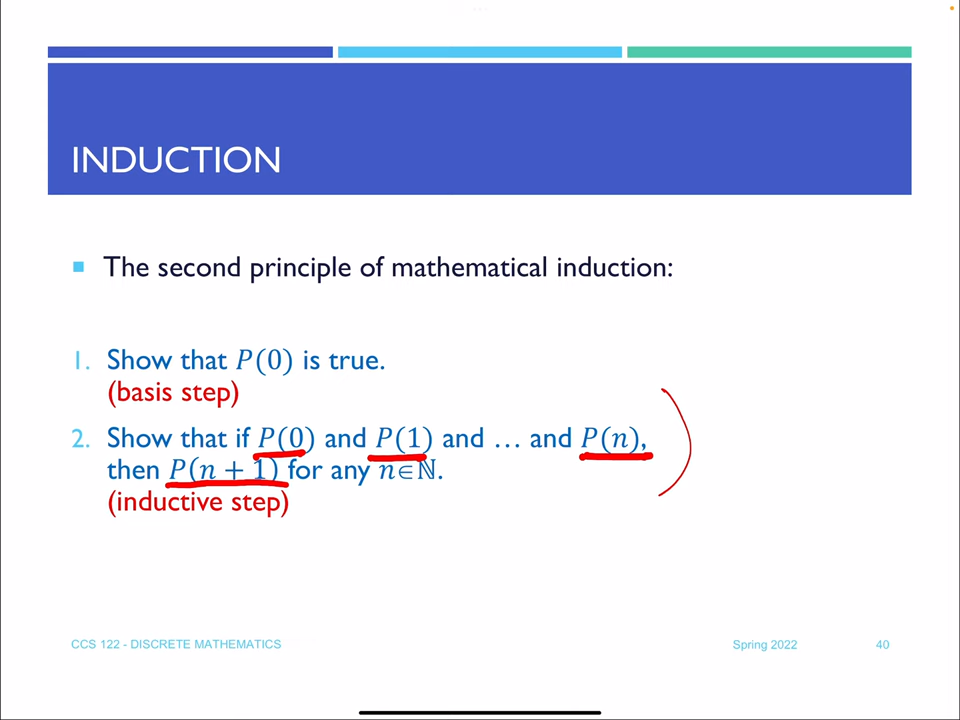 INDUCTION
The second principle of mathematical induction:
1. Show that P(0) is true.
(basis step)
2. Show that if P(0) and P(1) and … and P(n),
then P(n + 1) for any n∈ℕ.
(inductive step)
CCS 122 - DISCRETE MATHEMATICS Spring 2022 40